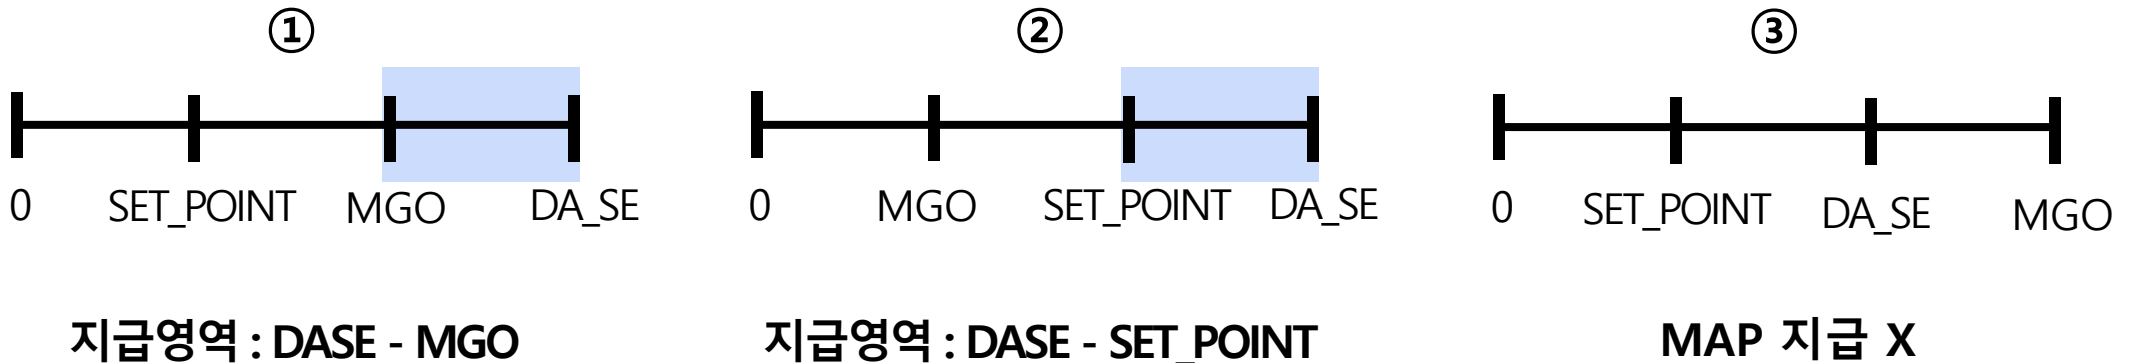 ① ② ③
0 SET_POINT MGO DA_SE 0 MGO SET_POINT DA_SE 0 SET_POINT DA_SE MGO
지급영역 : DASE - MGO 지급영역 : DASE - SET_POINT MAP 지급 X